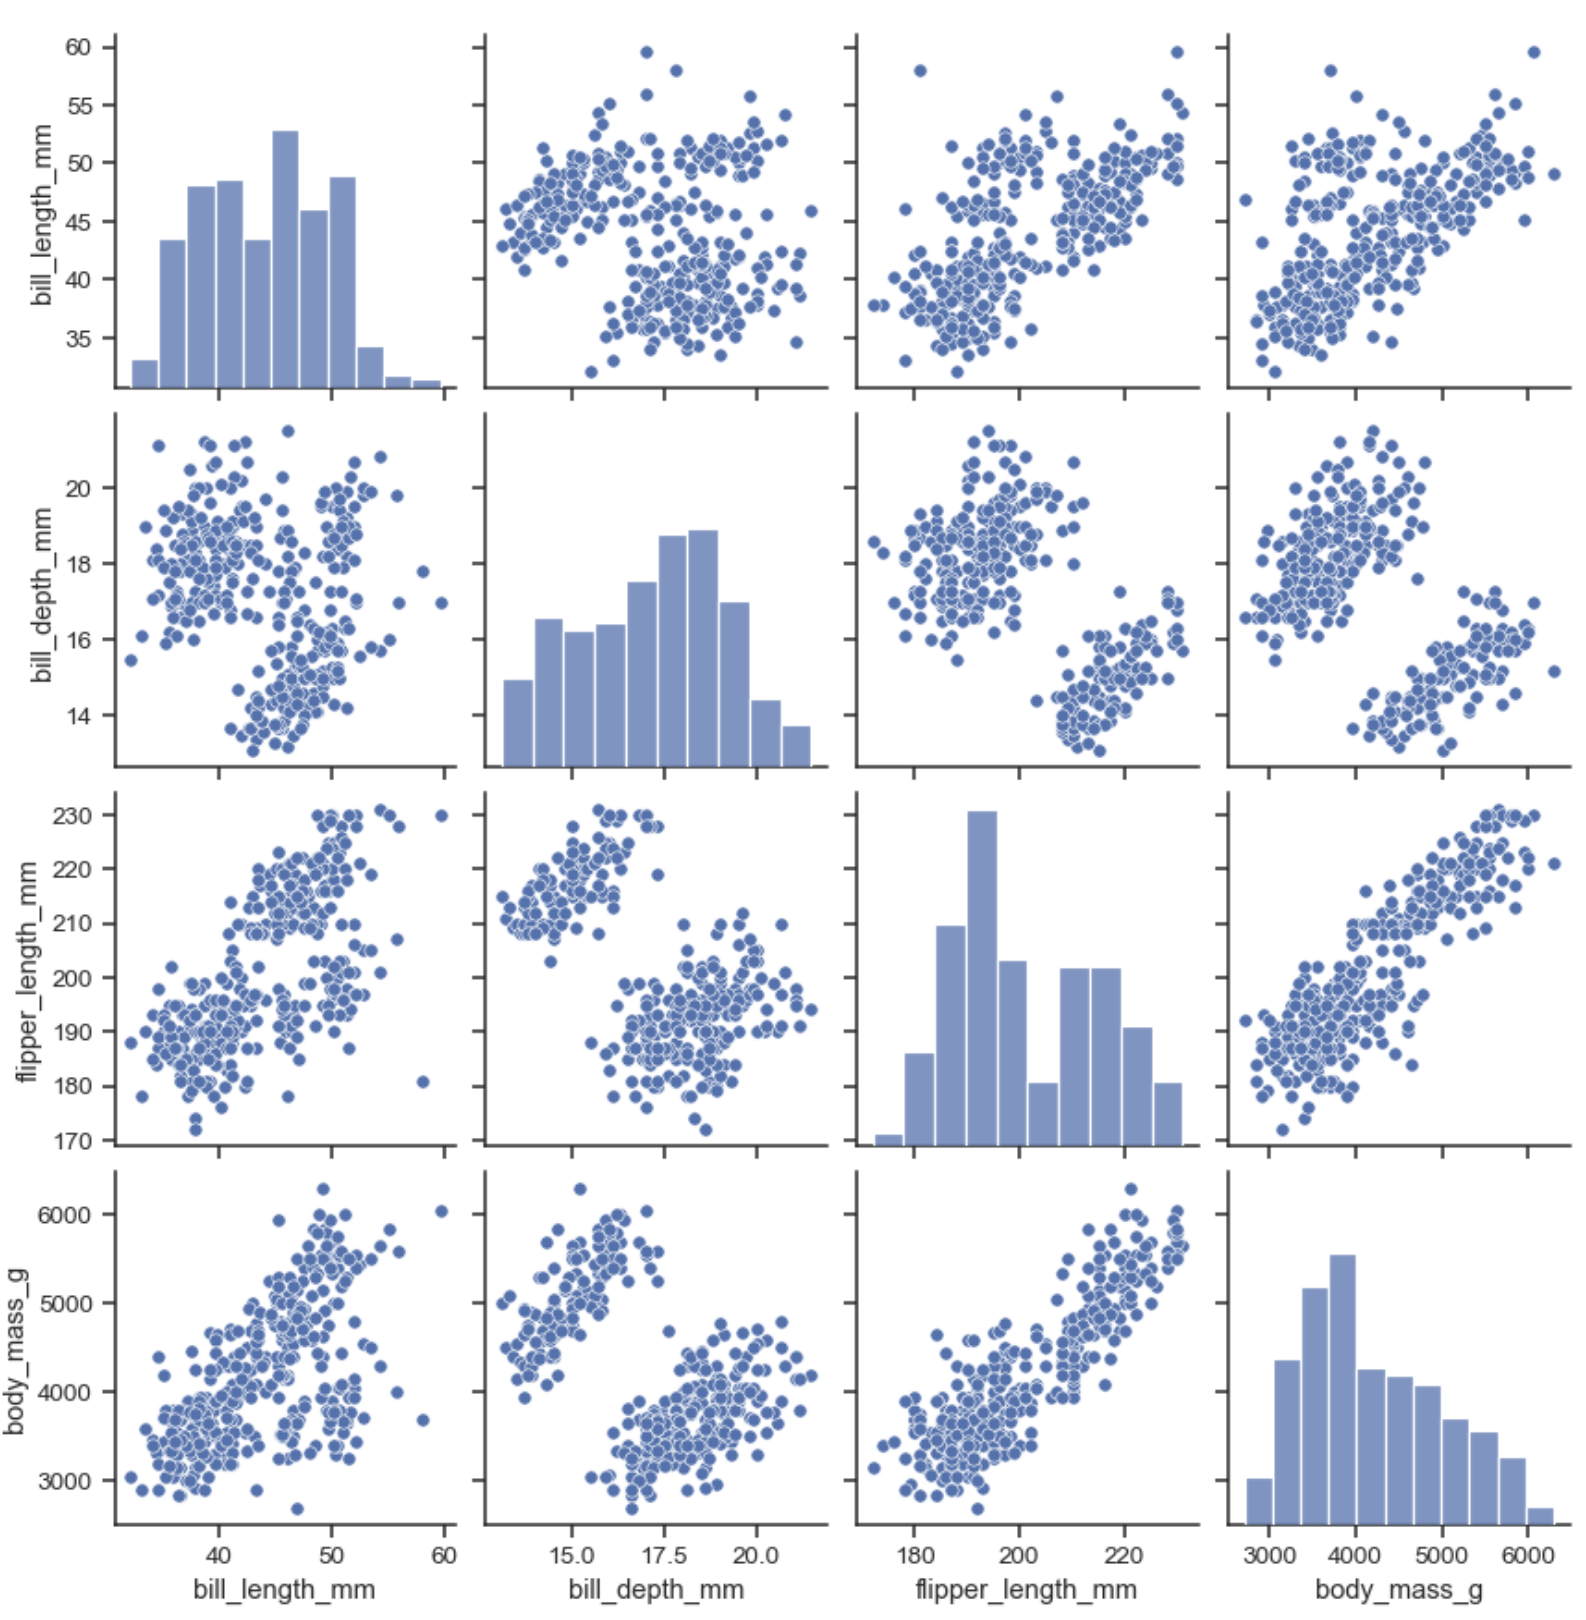 60
55
50
45
40
35
bill_length_mm
20
18
16
14
bill_depth_mm
230
220
210
200
190
180
170
flipper_length_mm
6000
5000
4000
3000
body_mass_g
40 50 60
bill_length_mm
15.0 17.5 20.0
bill_depth_mm
180 200 220
flipper_length_mm
3000 4000 5000 6000
body_mass_g